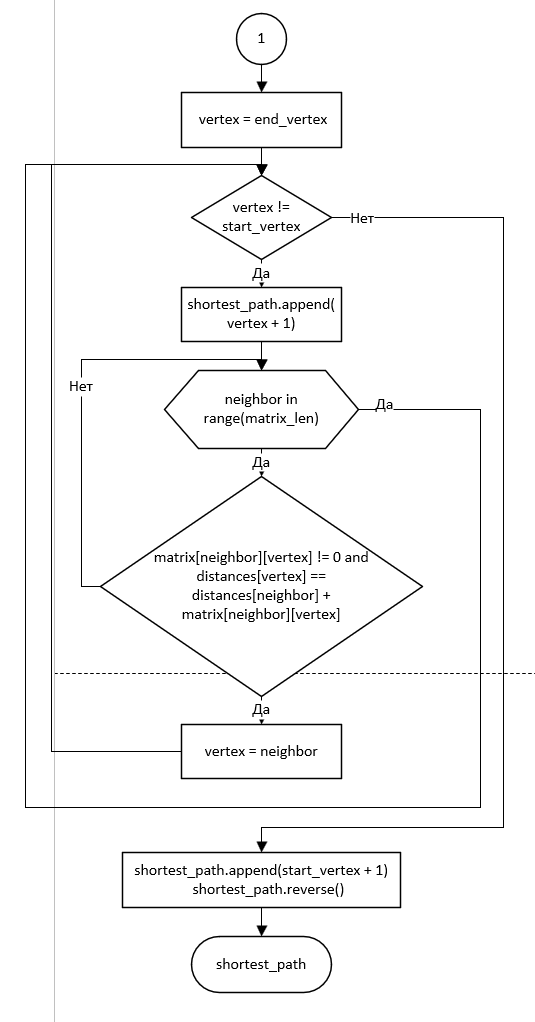 1
vertex = end_vertex
vertex !=
start_vertex
Нет
Да
shortest_path.append(
vertex + 1)
Нет
neighbor in
range(matrix_len)
Да
Да
matrix[neighbor][vertex] != 0 and
distances[vertex] ==
distances[neighbor] +
matrix[neighbor][vertex]
Да
vertex = neighbor
shortest_path.append(start_vertex + 1)
shortest_path.reverse()
shortest_path